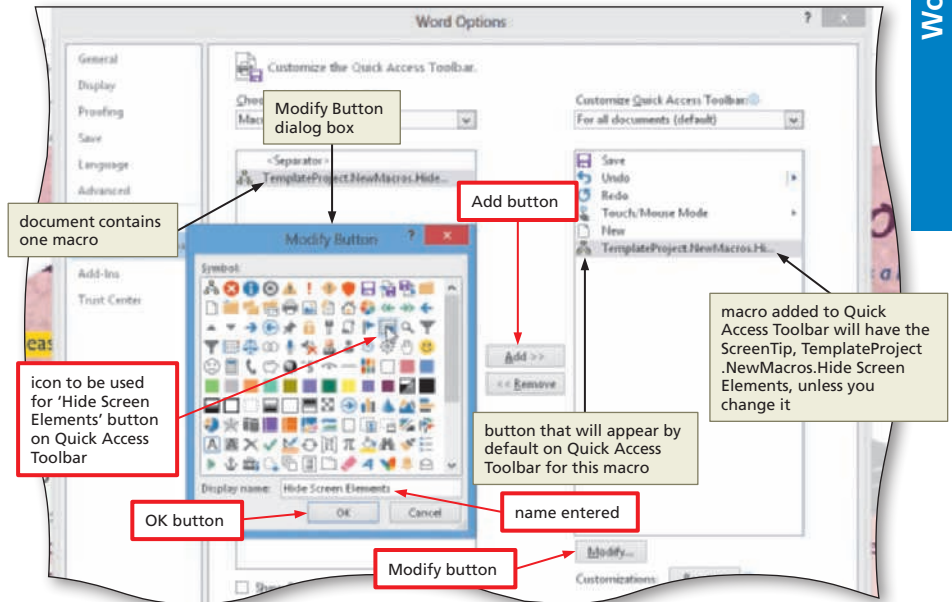 Wo
Word Options
?
General
Display
Proofing
Save
Language
Advanced
Add-Ins
Trust Center
Customize the Quick Access Toolbar.
<Separator>
TemplateProject.NewMacros.Hide...
Customize Quick Access Toolbar:
For all documents (default)
Save
Undo
Redo
Touch/Mouse Mode
New
TemplateProject.NewMacros.Hi...
Add >>
<< Remove
Modify...
Customizations:
Modify Button
?
Symbol:
Display name: Hide Screen Elements
OK
Cancel
Modify Button
dialog box
document contains
one macro
Add button
macro added to Quick
Access Toolbar will have the
ScreenTip, TemplateProject
.NewMacros.Hide Screen
Elements, unless you
change it
icon to be used
for 'Hide Screen
Elements' button
on Quick Access
Toolbar
button that will appear by
default on Quick Access
Toolbar for this macro
OK button
name entered
Modify button
eas